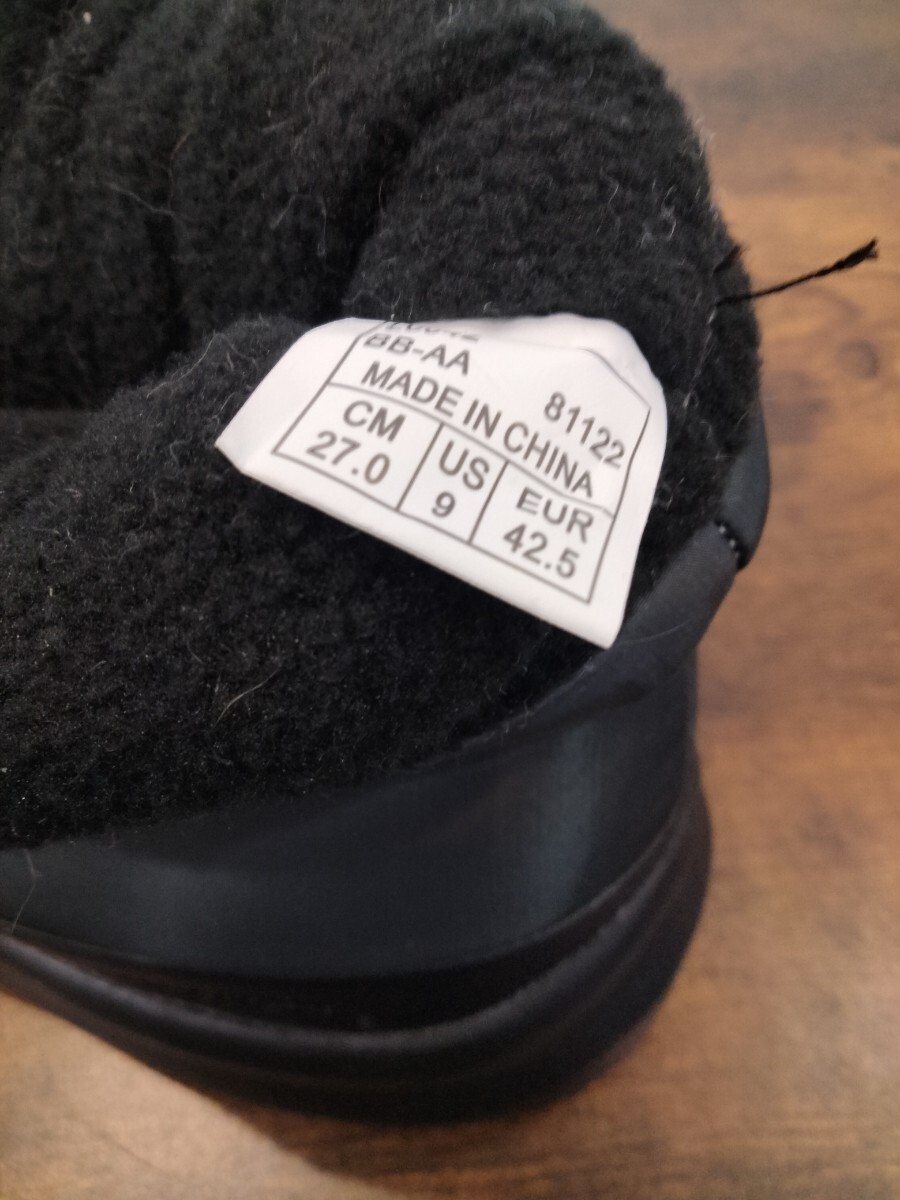 BB-AA
81122
MADE IN CHINA
CM US EUR
27.0 9 42.5